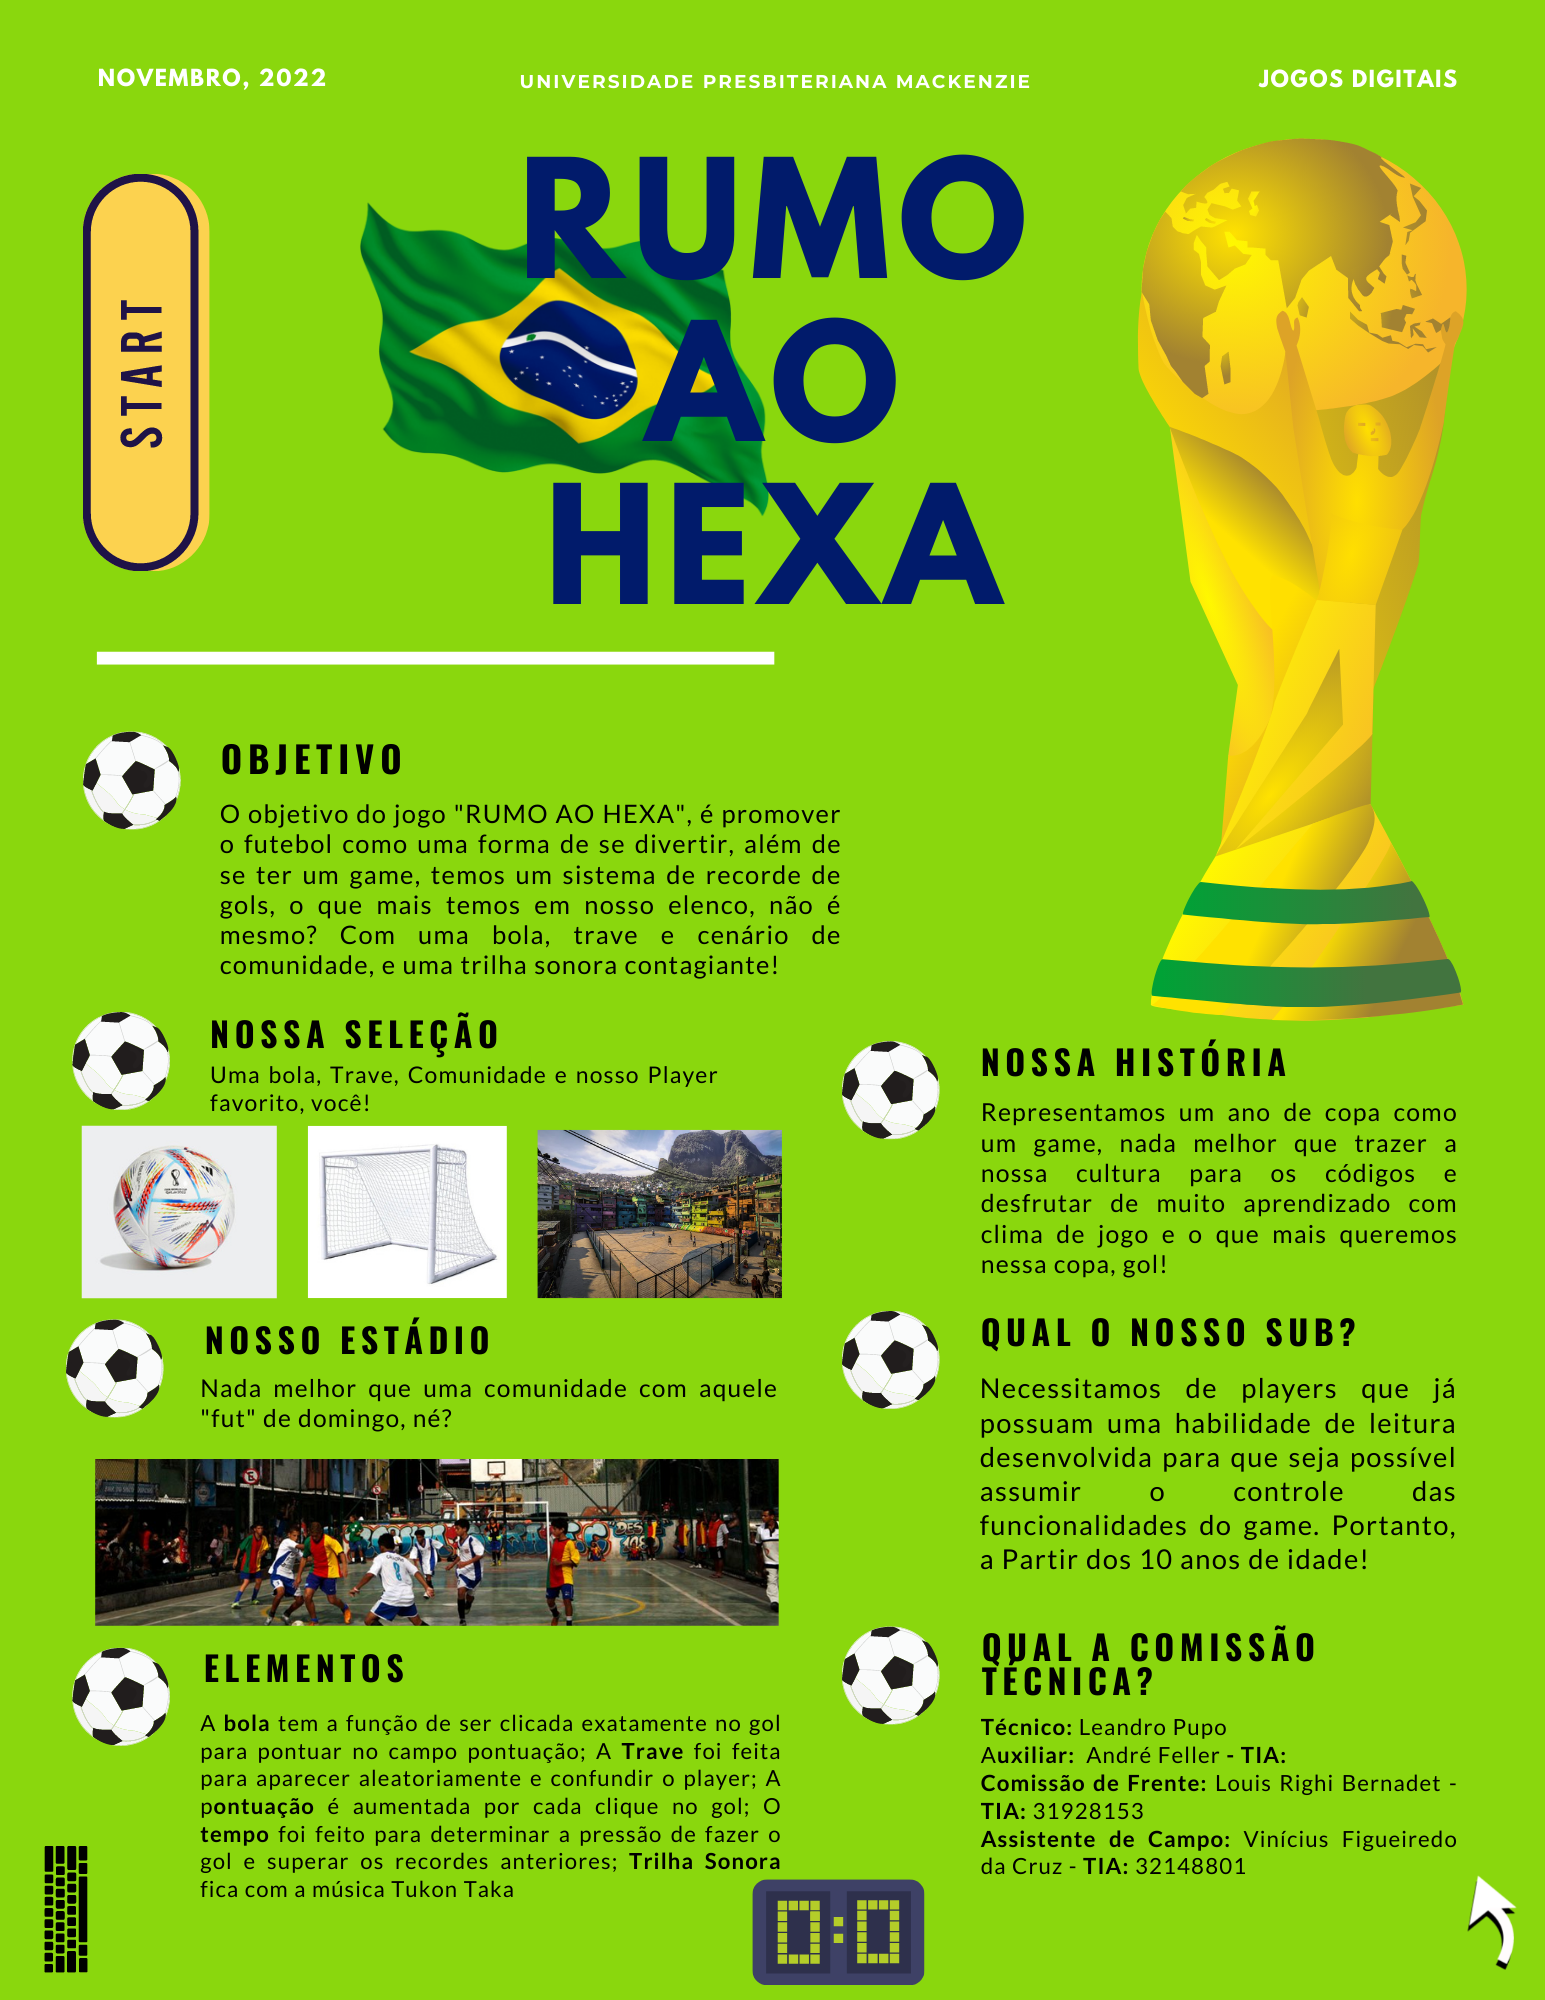 NOVEMBRO, 2022
UNIVERSIDADE PRESBITERIANA MACKENZIE
JOGOS DIGITAIS
START
RUMO
AO
HEXA
OBJETIVO
O objetivo do jogo "RUMO AO HEXA", é promover
o futebol como uma forma de se divertir, além de
se ter um game, temos um sistema de recorde de
gols, o que mais temos em nosso elenco, não é
mesmo? Com uma bola, trave e cenário de
comunidade, e uma trilha sonora contagiante!
NOSSA SELEÇÃO
Uma bola, Trave, Comunidade e nosso Player
favorito, você!
NOSSO ESTÁDIO
Nada melhor que uma comunidade com aquele
"fut" de domingo, né?
ELEMENTOS
A bola tem a função de ser clicada exatamente no gol
para pontuar no campo pontuação; A Trave foi feita
para aparecer aleatoriamente e confundir o player; A
pontuação é aumentada por cada clique no gol; O
tempo foi feito para determinar a pressão de fazer o
gol e superar os recordes anteriores; Trilha Sonora
fica com a música Tukon Taka
NOSSA HISTÓRIA
Representamos um ano de copa como
um game, nada melhor que trazer a
nossa cultura para os códigos e
desfrutar de muito aprendizado com
clima de jogo e o que mais queremos
nessa copa, gol!
QUAL O NOSSO SUB?
Necessitamos de players que já
possuam uma habilidade de leitura
desenvolvida para que seja possível
assumir o controle das
funcionalidades do game. Portanto,
a Partir dos 10 anos de idade!
QUAL A COMISSÃO
TÉCNICA?
Técnico: Leandro Pupo
Auxiliar: André Feller - TIA:
Comissão de Frente: Louis Righi Bernadet -
TIA: 31928153
Assistente de Campo: Vinícius Figueiredo
da Cruz - TIA: 32148801
0:0